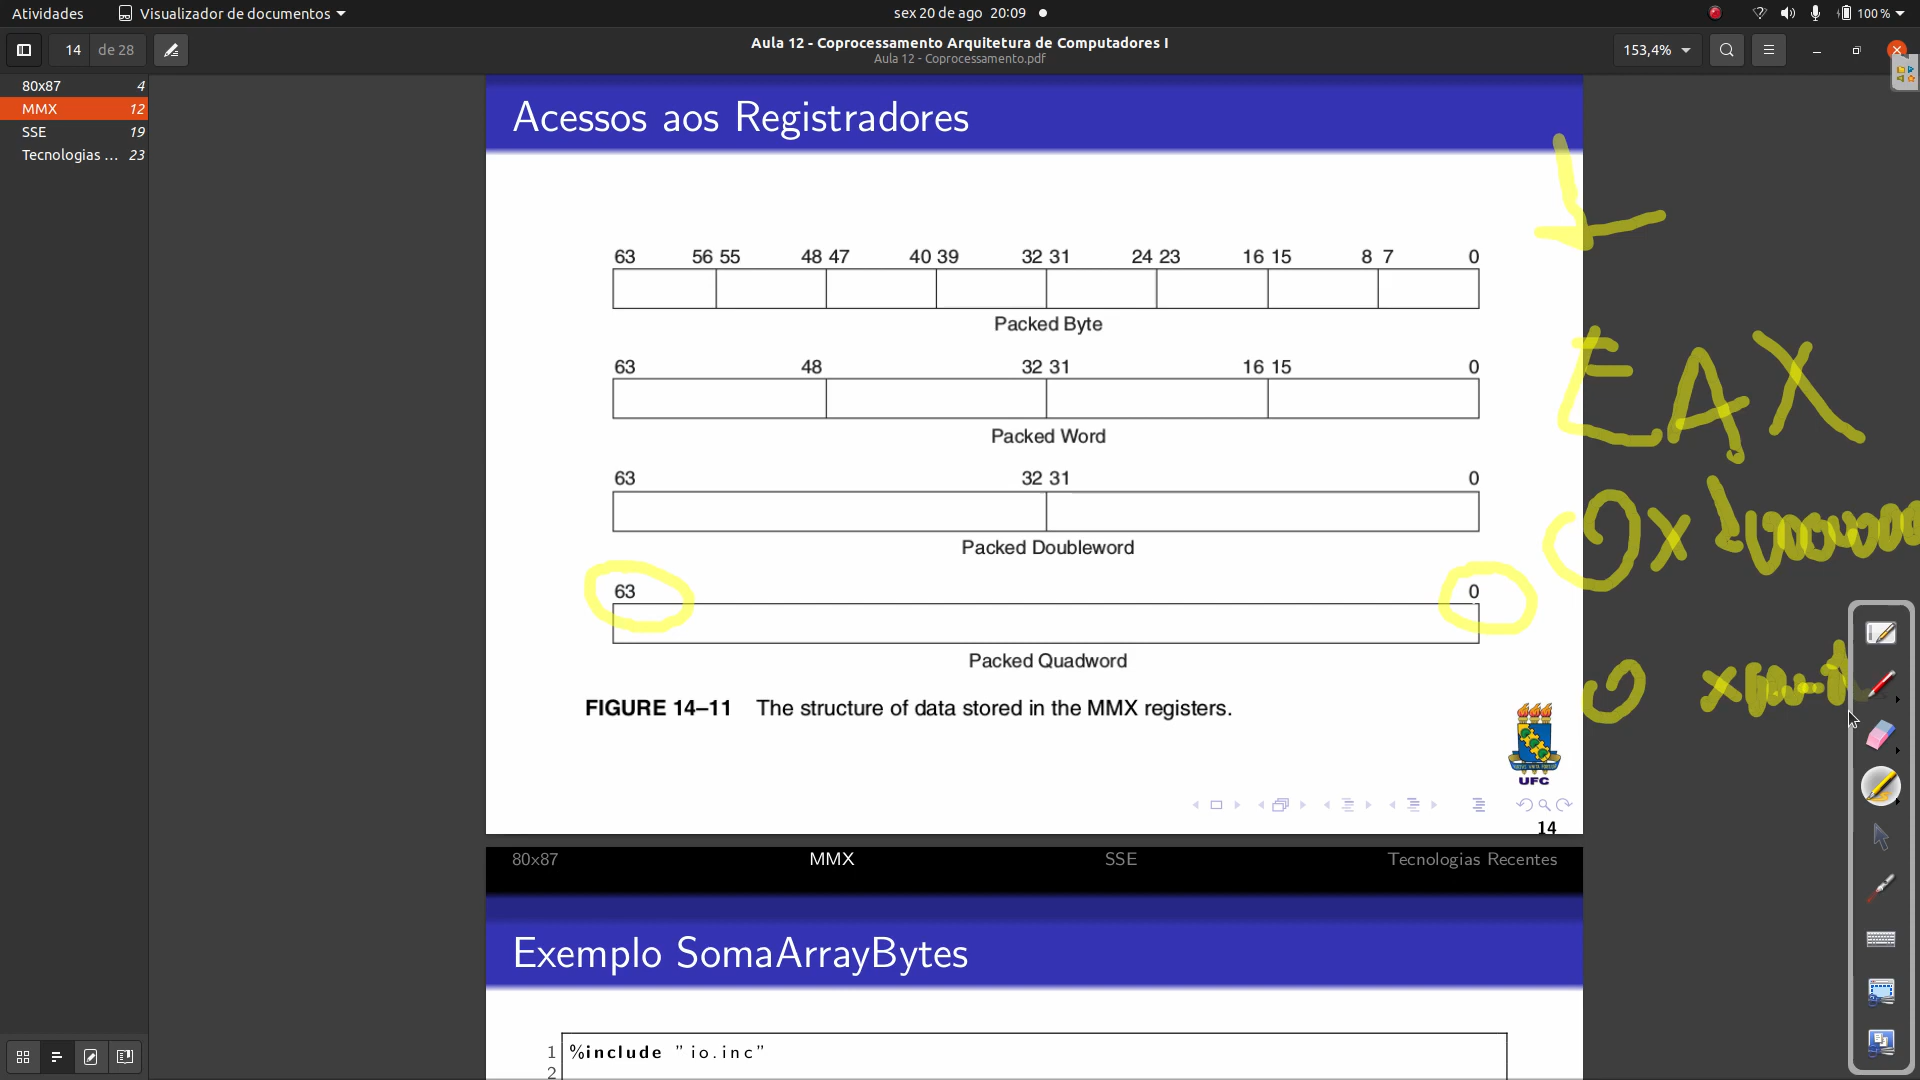 Atividades
Visualizador de documentos
sex 20 de ago 20:09
100 %
14 de 28
Aula 12 - Coprocessamento Arquitetura de Computadores I
Aula 12 - Coprocessamento.pdf
153,4%
80x87 4
MMX 12
SSE 19
Tecnologias ... 23
Acessos aos Registradores
63 56 55 48 47 40 39 32 31 24 23 16 15 8 7 0
Packed Byte
63 48 32 31 16 15 0
Packed Word
63 32 31 0
Packed Doubleword
63 0
Packed Quadword
FIGURE 14–11 The structure of data stored in the MMX registers.
EAX
UFC
14
80x87 MMX SSE Tecnologias Recentes
Exemplo SomaArrayBytes
1 %include "io.inc"
2